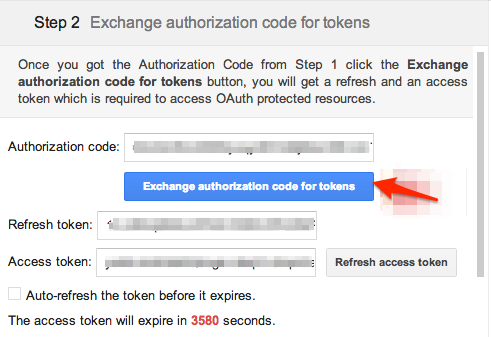 Step 2 Exchange authorization code for tokens
Once you got the Authorization Code from Step 1 click the Exchange
authorization code for tokens button, you will get a refresh and an access
token which is required to access OAuth protected resources.
Authorization code:
Exchange authorization code for tokens
Refresh token:
Access token: Refresh access token
Auto-refresh the token before it expires.
The access token will expire in 3580 seconds.